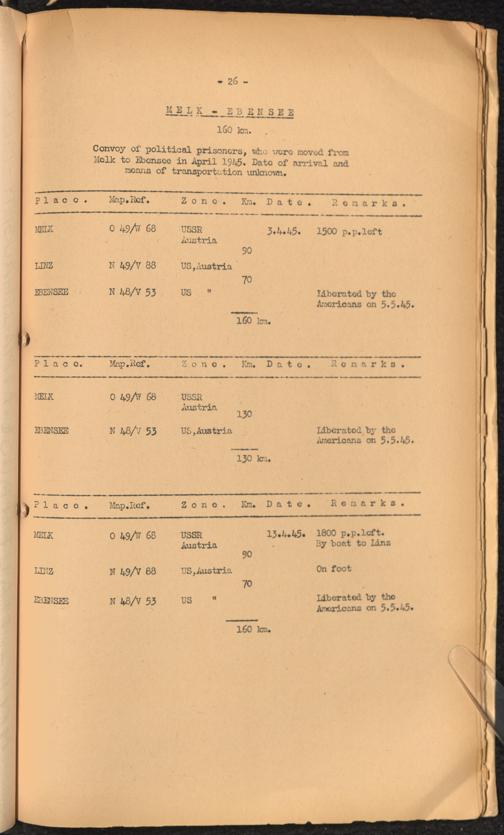 - 26 -
MELK - EBENSEE
160 km.
Convoy of political prisoners, who were moved from
Melk to Ebensee in April 1945. Date of arrival and
means of transportation unknown.
Place. Map.Ref. Zone. Km. Date. Remarks.
MELK O 49/W 68 USSR 3.4.45. 1500 p.p.left
Austria
90
LINZ N 49/V 88 US,Austria
70
EBENSEE N 48/V 53 US " Liberated by the
Americans on 5.5.45.
160 km.
Place. Map.Ref. Zone. Km. Date. Remarks.
MELK O 49/W 68 USSR
Austria
130
EBENSEE N 48/V 53 US,Austria Liberated by the
Americans on 5.5.45.
130 km.
Place. Map.Ref. Zone. Km. Date. Remarks.
MELK O 49/W 68 USSR 13.4.45. 1800 p.p.left.
Austria By boat to Linz
90
LINZ N 49/V 88 US,Austria On foot
70
EBENSEE N 48/V 53 US " Liberated by the
Americans on 5.5.45.
160 km.